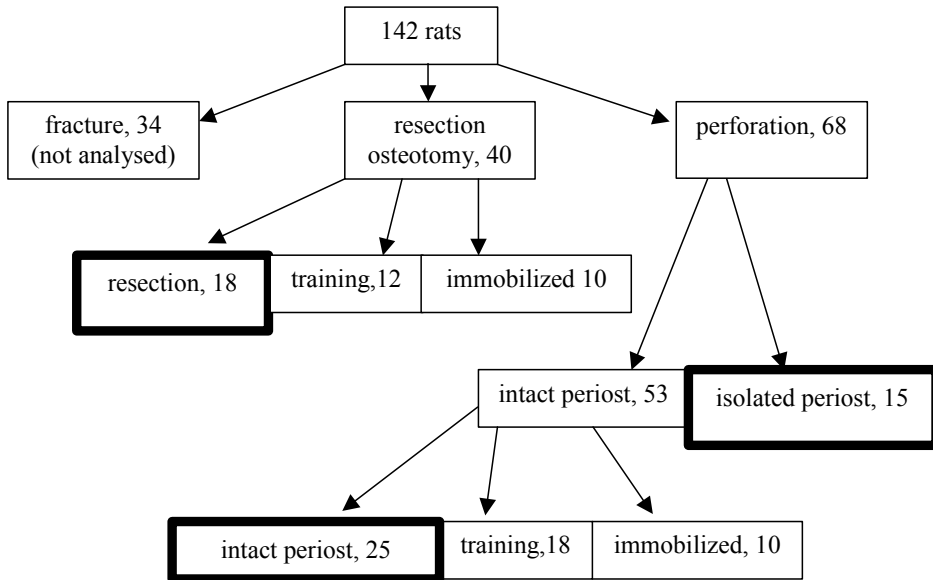 142 rats
fracture, 34
(not analysed)
resection
osteotomy, 40
perforation, 68
resection, 18
training,12
immobilized 10
intact periost, 53
isolated periost, 15
intact periost, 25
training,18
immobilized, 10